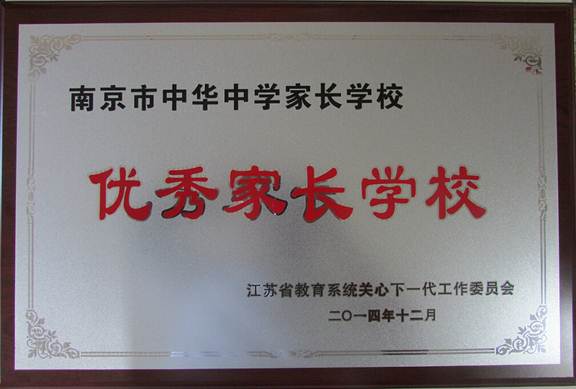 南京市中华中学家长学校
优秀家长学校
江苏省教育系统关心下一代工作委员会
二〇一四年十二月